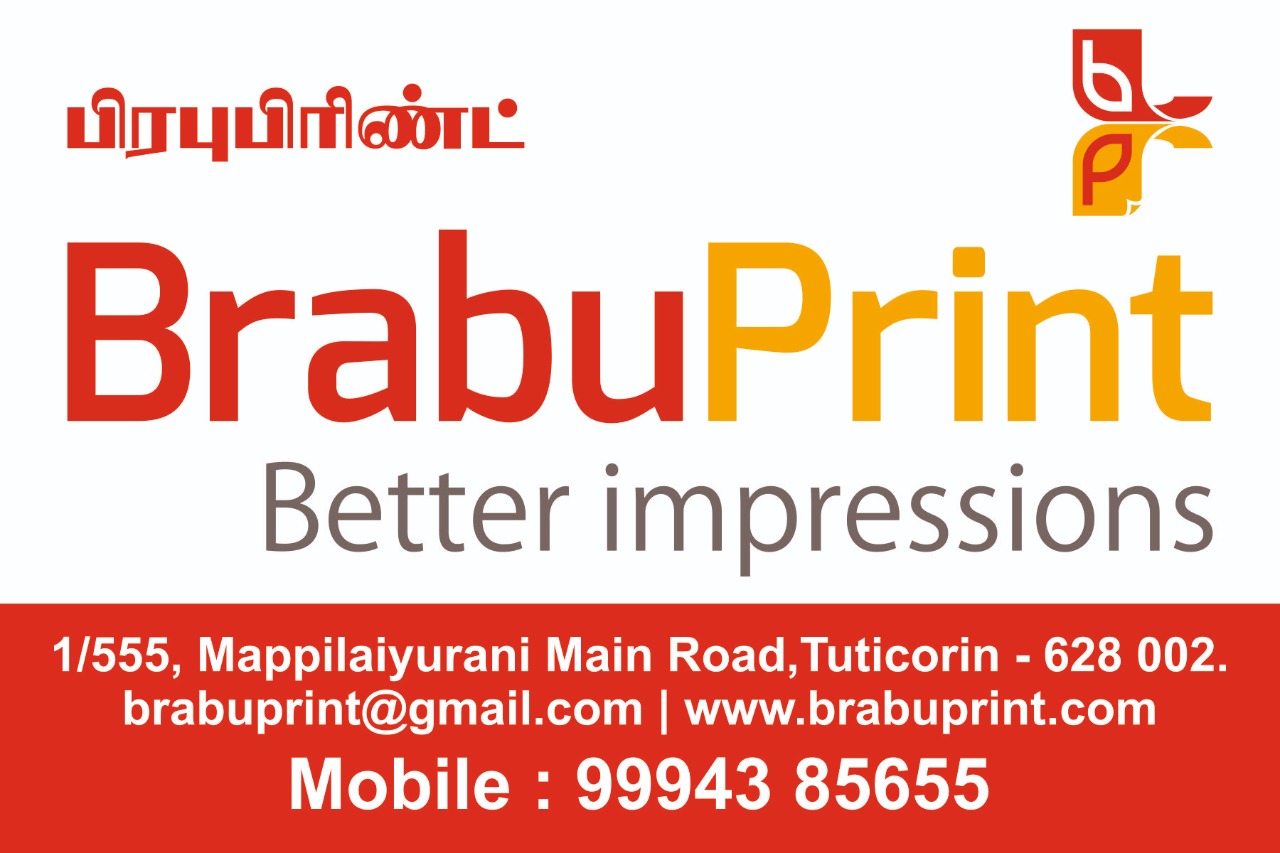 பிரபுபிரிண்ட்
bp
BrabuPrint
Better impressions
1/555, Mappilaiyurani Main Road,Tuticorin - 628 002.
brabuprint@gmail.com | www.brabuprint.com
Mobile : 99943 85655